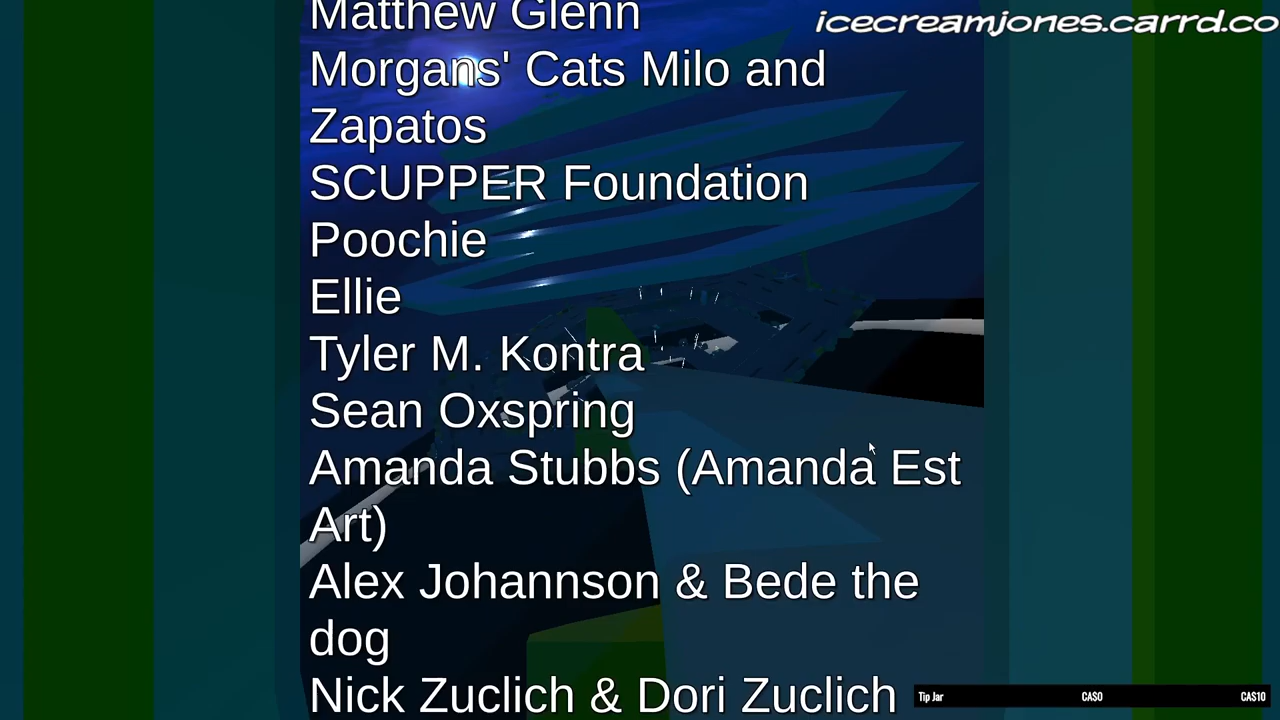 icecreamjones.carrd.co
Matthew Glenn
Morgans' Cats Milo and
Zapatos
SCUPPER Foundation
Poochie
Ellie
Tyler M. Kontra
Sean Oxspring
Amanda Stubbs (Amanda Est
Art)
Alex Johannson & Bede the
dog
Nick Zuclich & Dori Zuclich
Tip Jar CA$0 CA$10